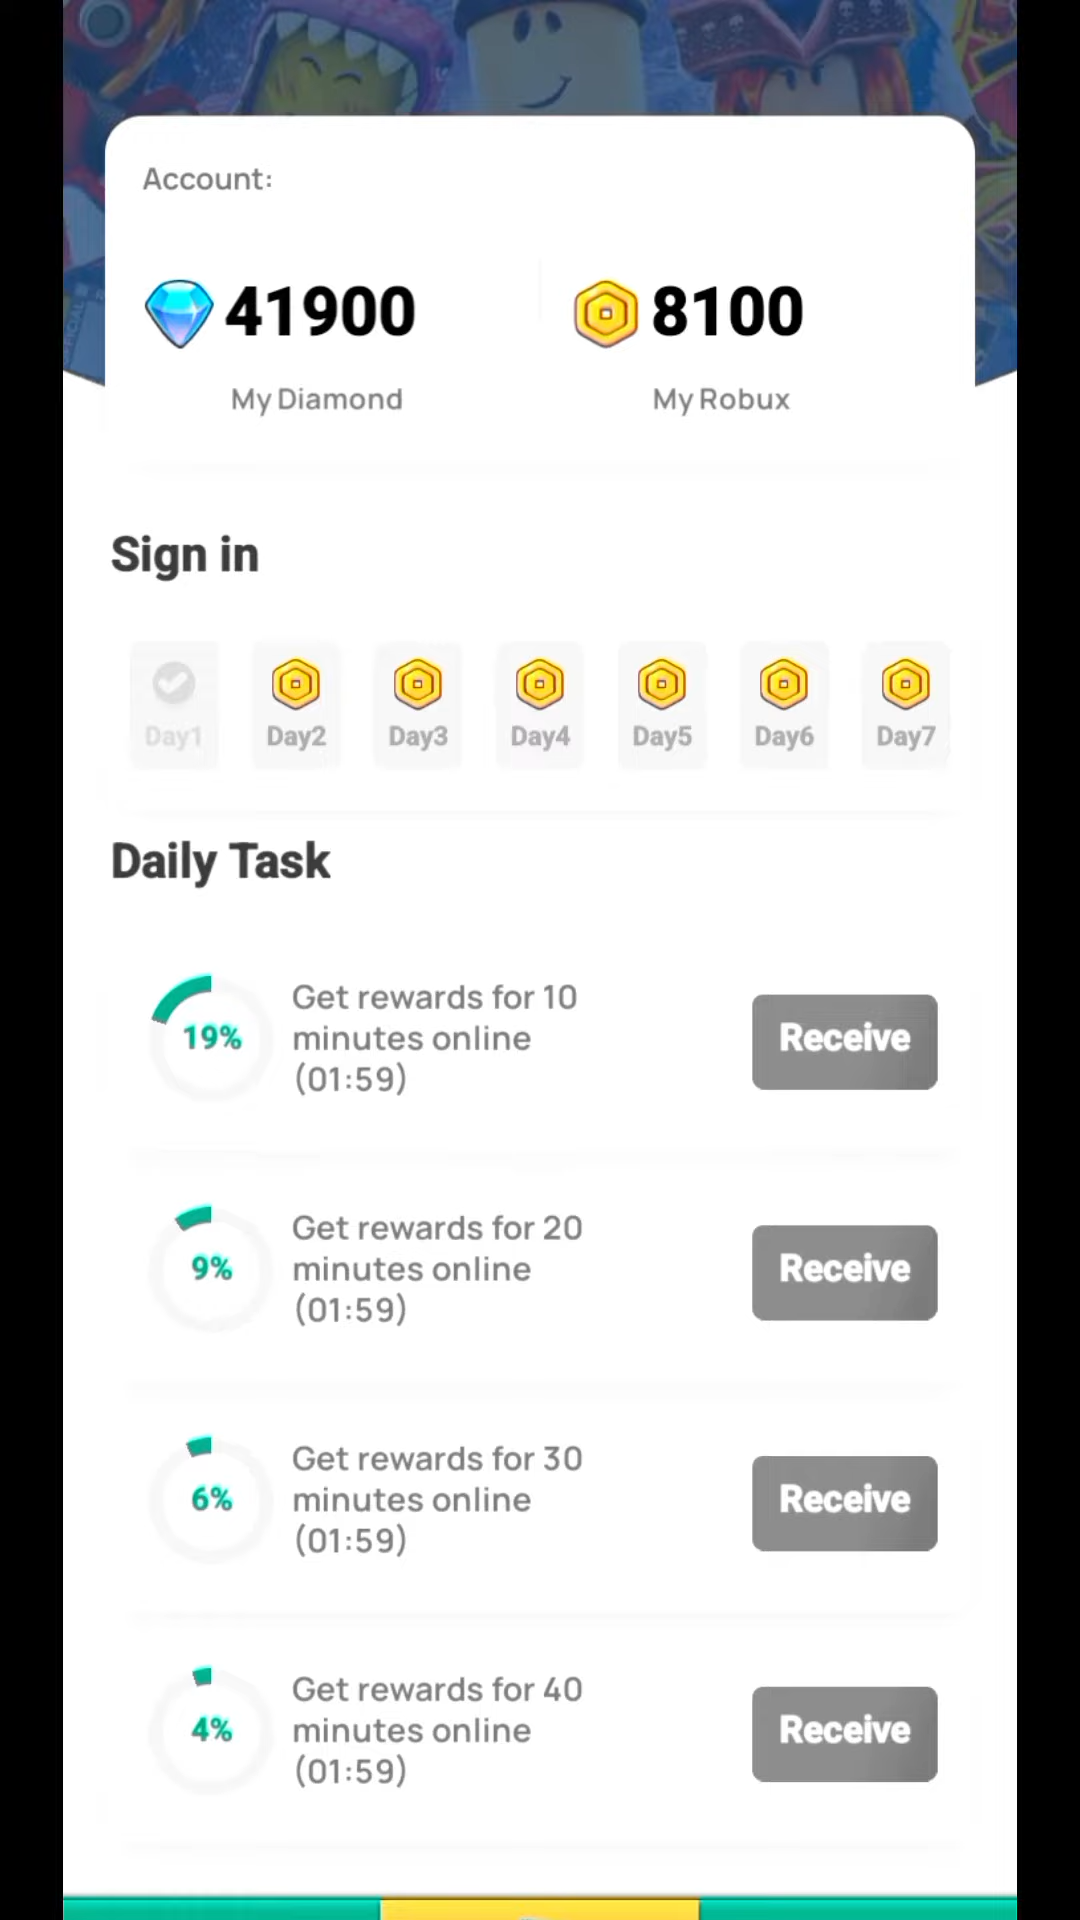 Account:
41900
8100
My Diamond
My Robux
Sign in
Day1
Day2
Day3
Day4
Day5
Day6
Day7
Daily Task
19%
Get rewards for 10
minutes online
(01:59)
Receive
9%
Get rewards for 20
minutes online
(01:59)
Receive
6%
Get rewards for 30
minutes online
(01:59)
Receive
4%
Get rewards for 40
minutes online
(01:59)
Receive